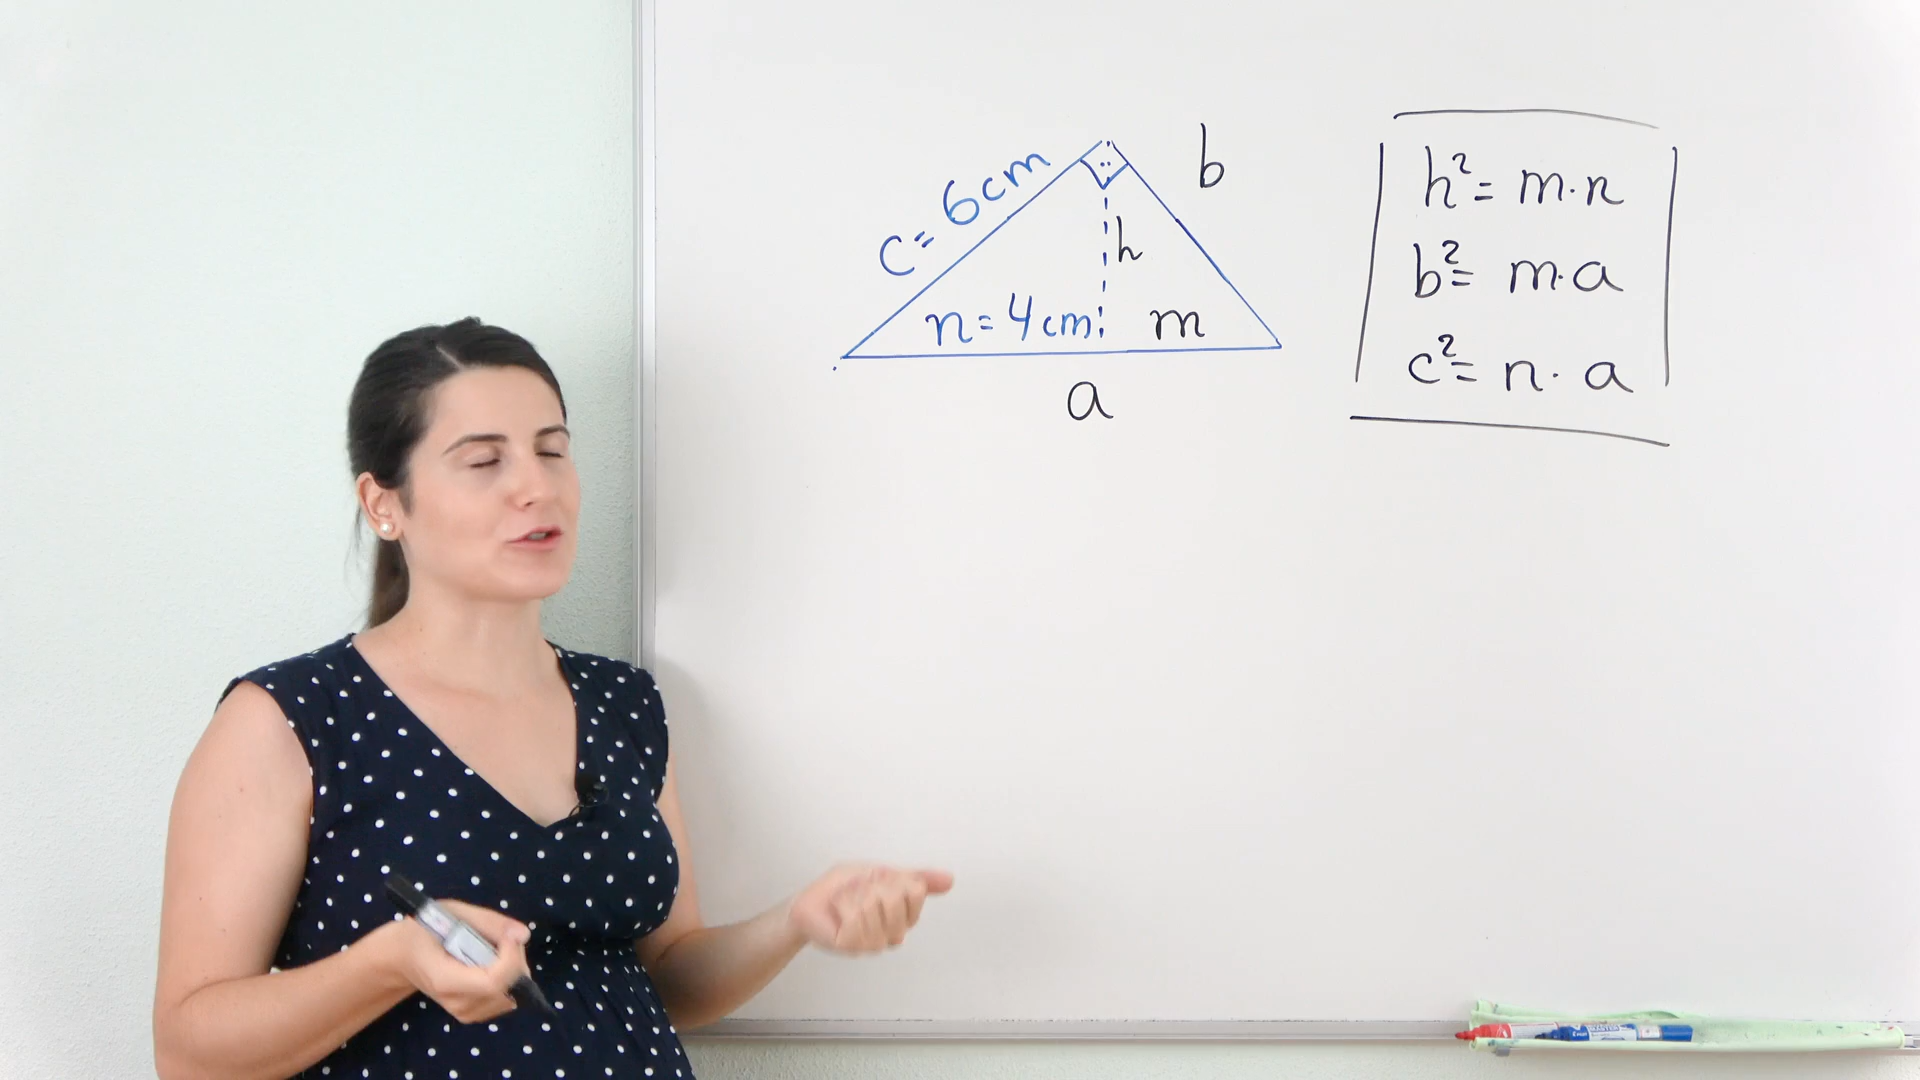 c = 6cm
b
h
n = 4cm
m
a
h² = m·n
b² = m·a
c² = n·a